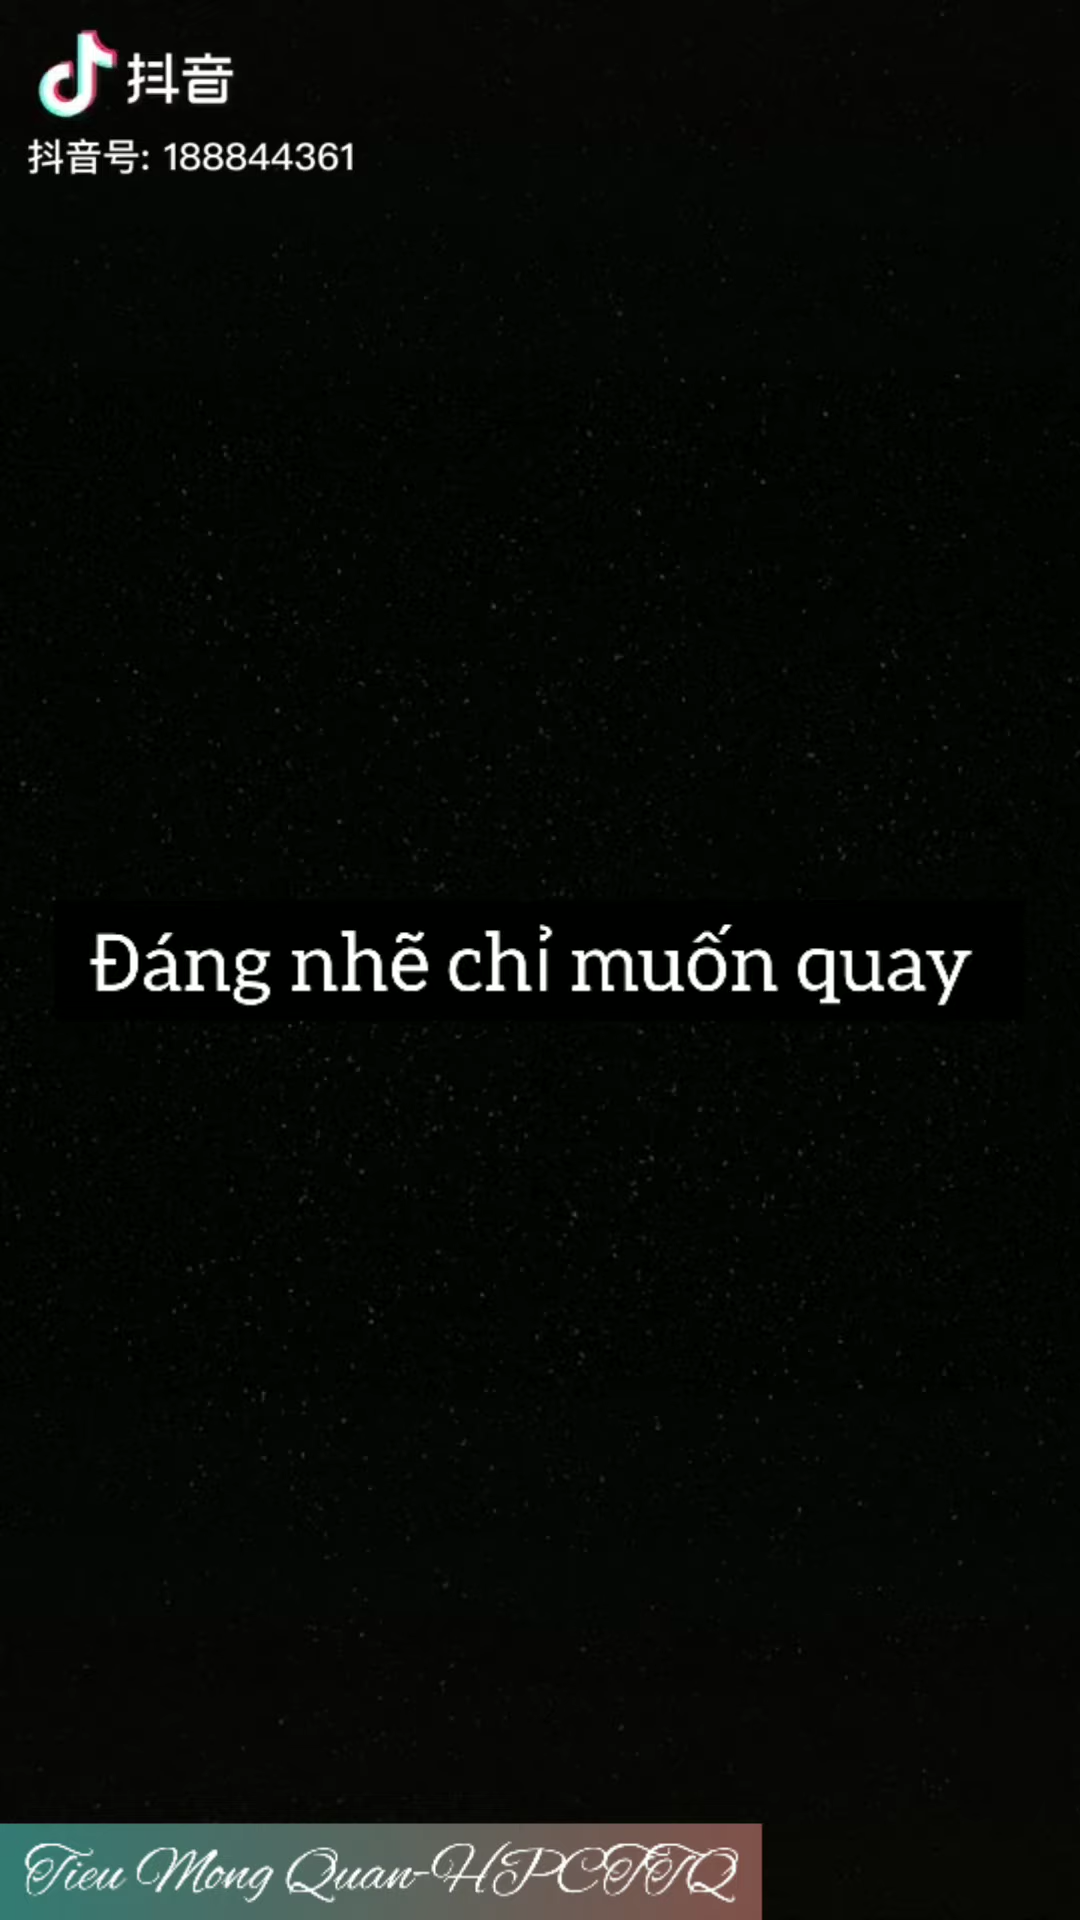 抖音
抖音号: 188844361
Đáng nhẽ chỉ muốn quay
Tieu Mong Quan-HPCTTQ